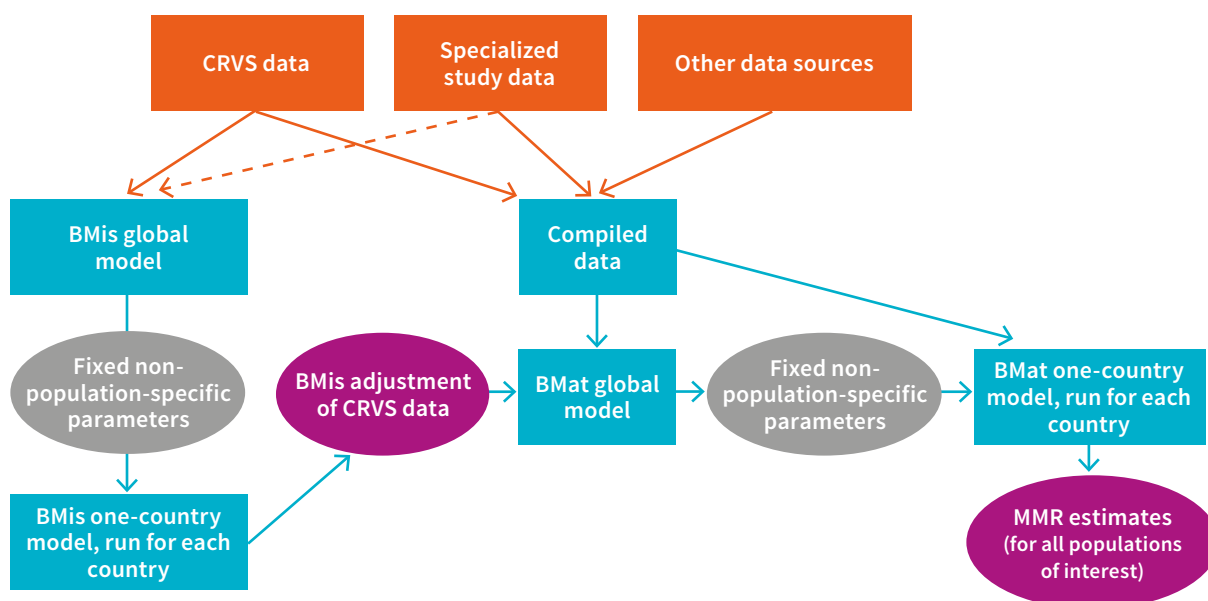 CRVS data
Specialized
study data
Other data sources
BMis global
model
Compiled
data
Fixed non-
population-specific
parameters
BMis adjustment
of CRVS data
BMat global
model
Fixed non-
population-specific
parameters
BMat one-country
model, run for each
country
BMis one-country
model, run for each
country
MMR estimates
(for all populations
of interest)